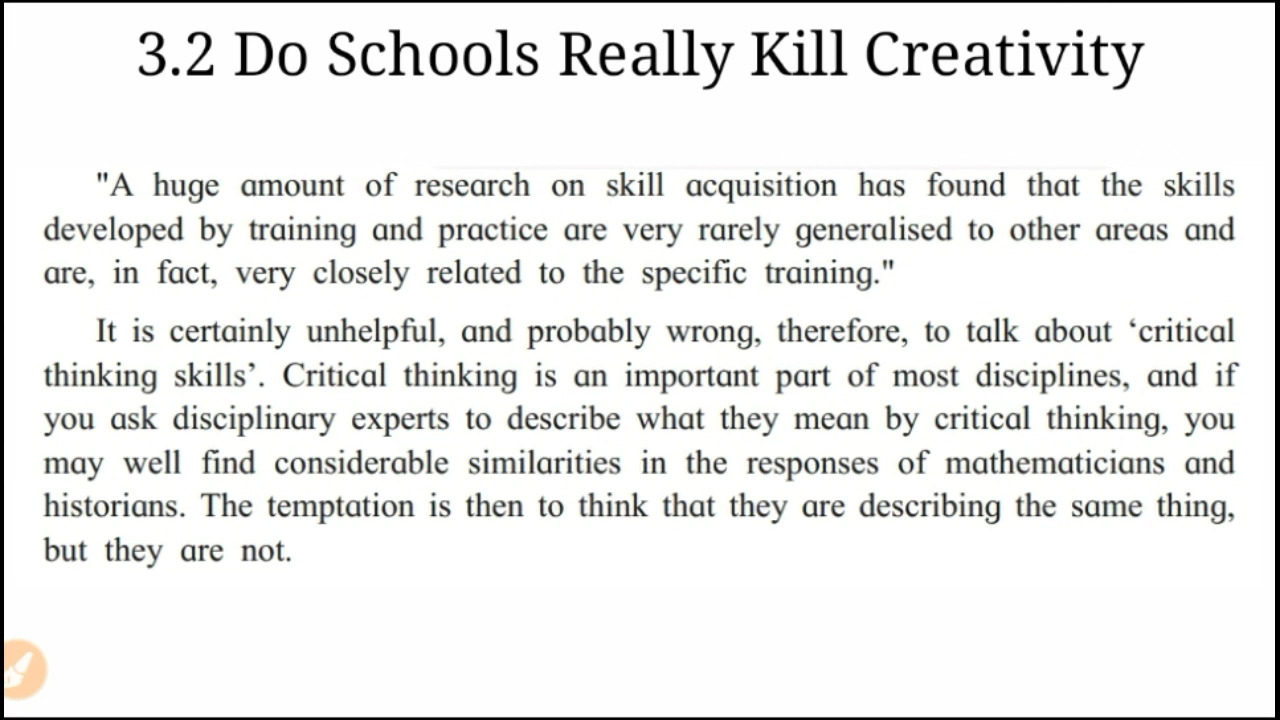 3.2 Do Schools Really Kill Creativity
"A huge amount of research on skill acquisition has found that the skills
developed by training and practice are very rarely generalised to other areas and
are, in fact, very closely related to the specific training."
It is certainly unhelpful, and probably wrong, therefore, to talk about ‘critical
thinking skills’. Critical thinking is an important part of most disciplines, and if
you ask disciplinary experts to describe what they mean by critical thinking, you
may well find considerable similarities in the responses of mathematicians and
historians. The temptation is then to think that they are describing the same thing,
but they are not.